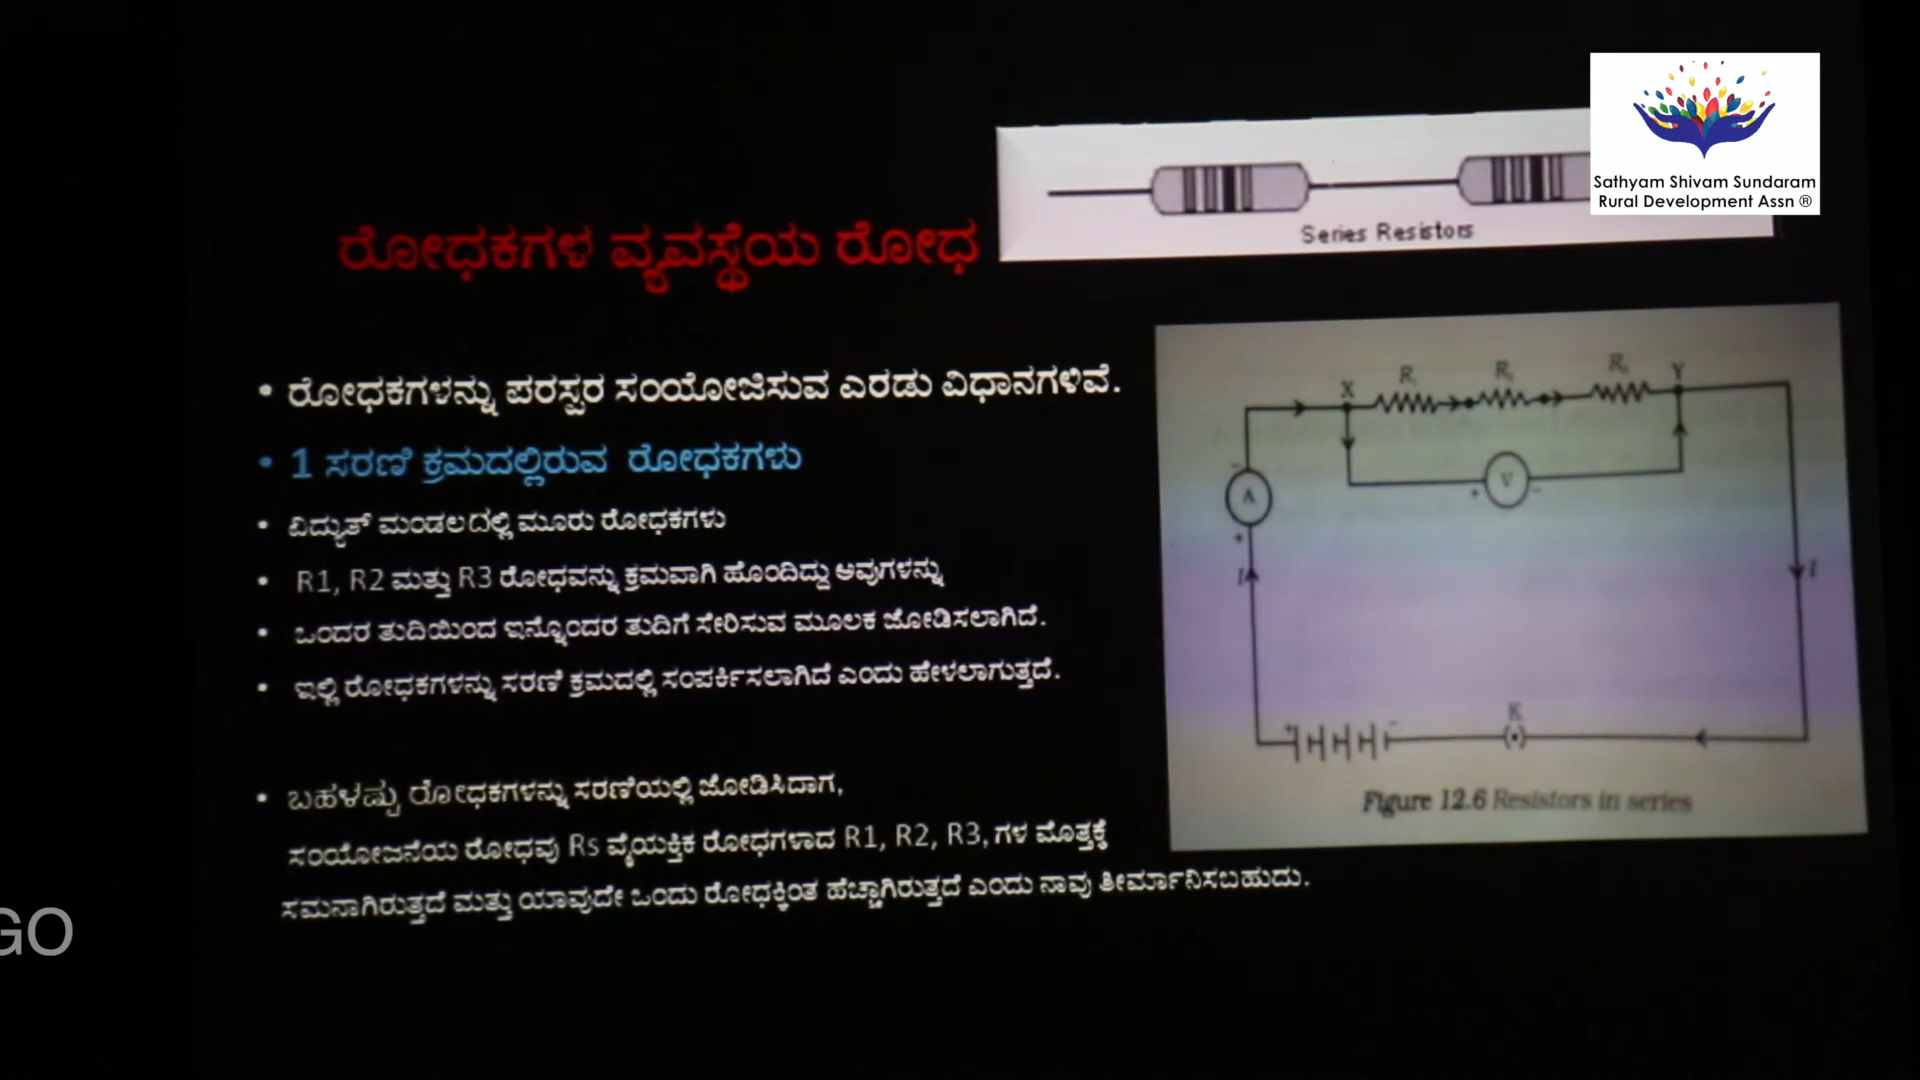 Sathyam Shivam Sundaram
Rural Development Assn ®
Series Resistors
ರೋಧಕಗಳ ವ್ಯವಸ್ಥೆಯ ರೋಧ
• ರೋಧಕಗಳನ್ನು ಪರಸ್ಪರ ಸಂಯೋಜಿಸುವ ಎರಡು ವಿಧಾನಗಳಿವೆ.
• 1 ಸರಣಿ ಕ್ರಮದಲ್ಲಿರುವ ರೋಧಕಗಳು
• ವಿದ್ಯುತ್ ಮಂಡಲದಲ್ಲಿ ಮೂರು ರೋಧಕಗಳು
• R1, R2 ಮತ್ತು R3 ರೋಧವನ್ನು ಕ್ರಮವಾಗಿ ಹೊಂದಿದ್ದು ಅವುಗಳನ್ನು
• ಒಂದರ ತುದಿಯಿಂದ ಇನ್ನೊಂದರ ತುದಿಗೆ ಸೇರಿಸುವ ಮೂಲಕ ಜೋಡಿಸಲಾಗಿದೆ.
• ಇಲ್ಲಿ ರೋಧಕಗಳನ್ನು ಸರಣಿ ಕ್ರಮದಲ್ಲಿ ಸಂಪರ್ಕಿಸಲಾಗಿದೆ ಎಂದು ಹೇಳಲಾಗುತ್ತದೆ.
• ಬಹಳಷ್ಟು ರೋಧಕಗಳನ್ನು ಸರಣಿಯಲ್ಲಿ ಜೋಡಿಸಿದಾಗ,
ಸಂಯೋಜನೆಯ ರೋಧವು Rs ವೈಯಕ್ತಿಕ ರೋಧಗಳಾದ R1, R2, R3, ಗಳ ಮೊತ್ತಕ್ಕೆ
ಸಮನಾಗಿರುತ್ತದೆ ಮತ್ತು ಯಾವುದೇ ಒಂದು ರೋಧಕ್ಕಿಂತ ಹೆಚ್ಚಾಗಿರುತ್ತದೆ ಎಂದು ನಾವು ತೀರ್ಮಾನಿಸಬಹುದು.
X R R R Y
A
+ V -
I
I
+ - K
Figure 12.6 Resistors in series
GO